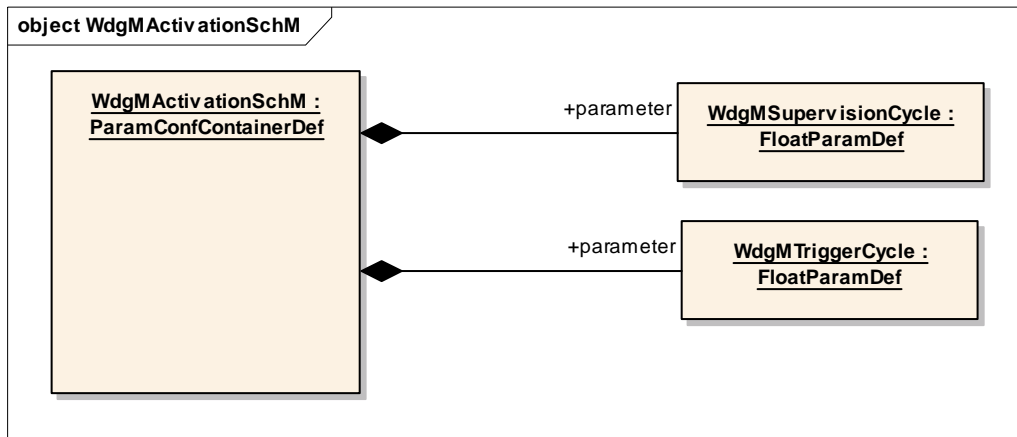 object WdgMActivationSchM
WdgMActivationSchM :
ParamConfContainerDef
+parameter
WdgMSupervisionCycle :
FloatParamDef
+parameter
WdgMTriggerCycle :
FloatParamDef